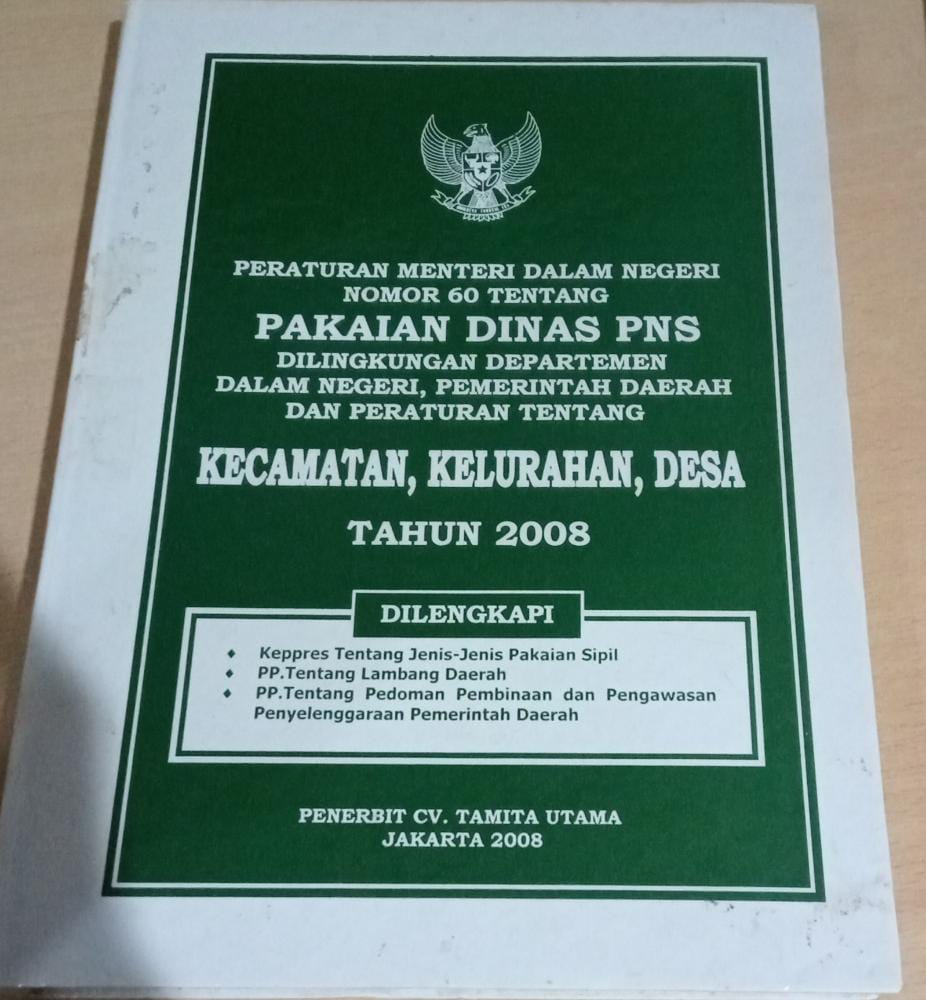 PERATURAN MENTERI DALAM NEGERI
NOMOR 60 TENTANG
PAKAIAN DINAS PNS
DILINGKUNGAN DEPARTEMEN
DALAM NEGERI, PEMERINTAH DAERAH
DAN PERATURAN TENTANG
KECAMATAN, KELURAHAN, DESA
TAHUN 2008
DILENGKAPI
♦ Keppres Tentang Jenis-Jenis Pakaian Sipil
♦ PP.Tentang Lambang Daerah
♦ PP.Tentang Pedoman Pembinaan dan Pengawasan
Penyelenggaraan Pemerintah Daerah
PENERBIT CV. TAMITA UTAMA
JAKARTA 2008